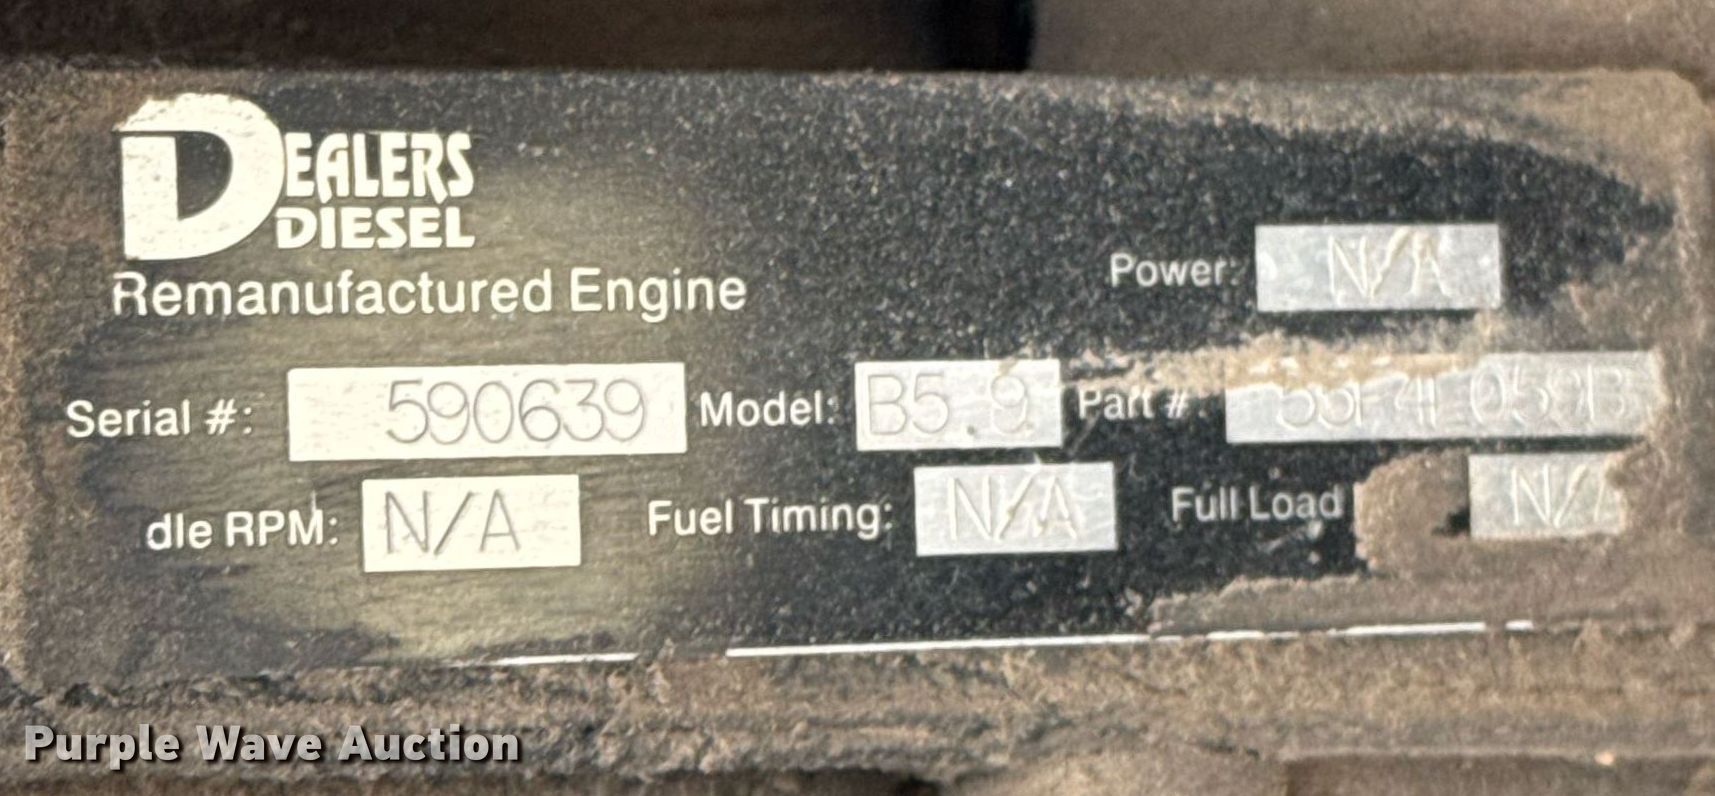 DEALERS
DIESEL
Remanufactured Engine
Power: N/A
Serial #: 590639 Model: B5.9 Part #:
dle RPM: N/A Fuel Timing: N/A Full Load N/A
Purple Wave Auction